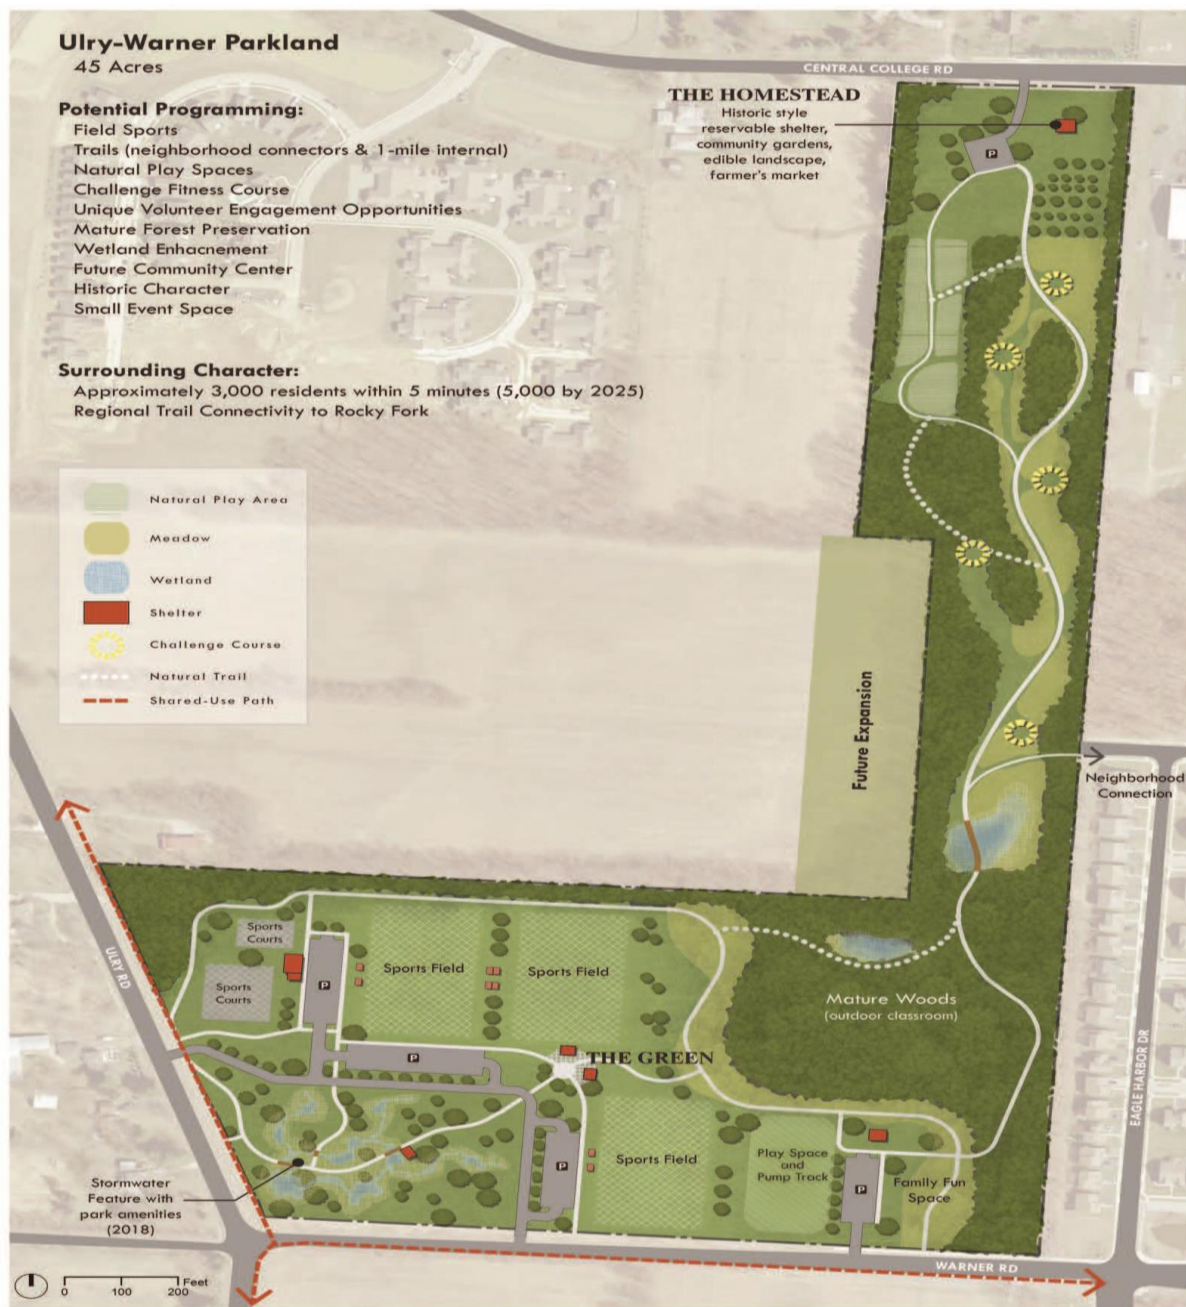 Ulry-Warner Parkland
45 Acres
Potential Programming:
Field Sports
Trails (neighborhood connectors & 1-mile internal)
Natural Play Spaces
Challenge Fitness Course
Unique Volunteer Engagement Opportunities
Mature Forest Preservation
Wetland Enhacnement
Future Community Center
Historic Character
Small Event Space
Surrounding Character:
Approximately 3,000 residents within 5 minutes (5,000 by 2025)
Regional Trail Connectivity to Rocky Fork
Natural Play Area
Meadow
Wetland
Shelter
Challenge Course
Natural Trail
Shared-Use Path
CENTRAL COLLEGE RD
THE HOMESTEAD
Historic style
reservable shelter,
community gardens,
edible landscape,
farmer's market
P
Future Expansion
Neighborhood
Connection
EAGLE HARBOR DR
ULRY RD
Sports
Courts
Sports
Courts
P
Sports Field
Sports Field
Mature Woods
(outdoor classroom)
P
THE GREEN
P
Sports Field
Play Space
and
Pump Track
P
Family Fun
Space
Stormwater
Feature with
park amenities
(2018)
WARNER RD
Feet
0
100
200